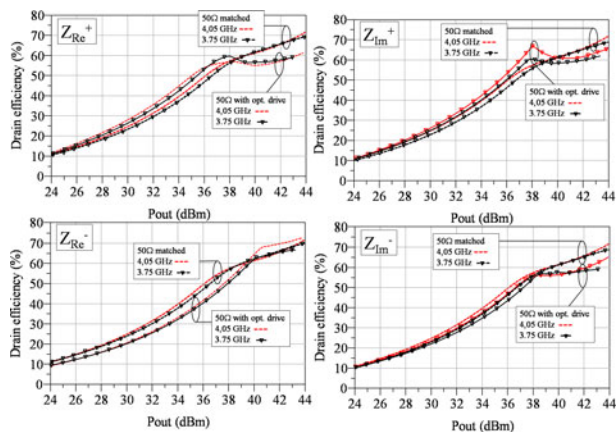 Z_Re^+
50Ω matched
4,05 GHz
3.75 GHz
50Ω with opt. drive
4,05 GHz
3.75 GHz
Drain efficiency (%)
80
70
60
50
40
30
20
10
0
24 26 28 30 32 34 36 38 40 42 44
Pout (dBm)
Z_Im^+
50Ω matched
4,05 GHz
3.75 GHz
50Ω with opt. drive
4,05 GHz
3.75 GHz
Drain efficiency (%)
80
70
60
50
40
30
20
10
0
24 26 28 30 32 34 36 38 40 42 44
Pout (dBm)
Z_Re^-
50Ω matched
4,05 GHz
3.75 GHz
50Ω with opt. drive
4,05 GHz
3.75 GHz
Drain efficiency (%)
80
70
60
50
40
30
20
10
0
24 26 28 30 32 34 36 38 40 42 44
Pout (dBm)
Z_Im^-
50Ω matched
4,05 GHz
3.75 GHz
50Ω with opt. drive
4,05 GHz
3.75 GHz
Drain efficiency (%)
80
70
60
50
40
30
20
10
0
24 26 28 30 32 34 36 38 40 42 44
Pout (dBm)